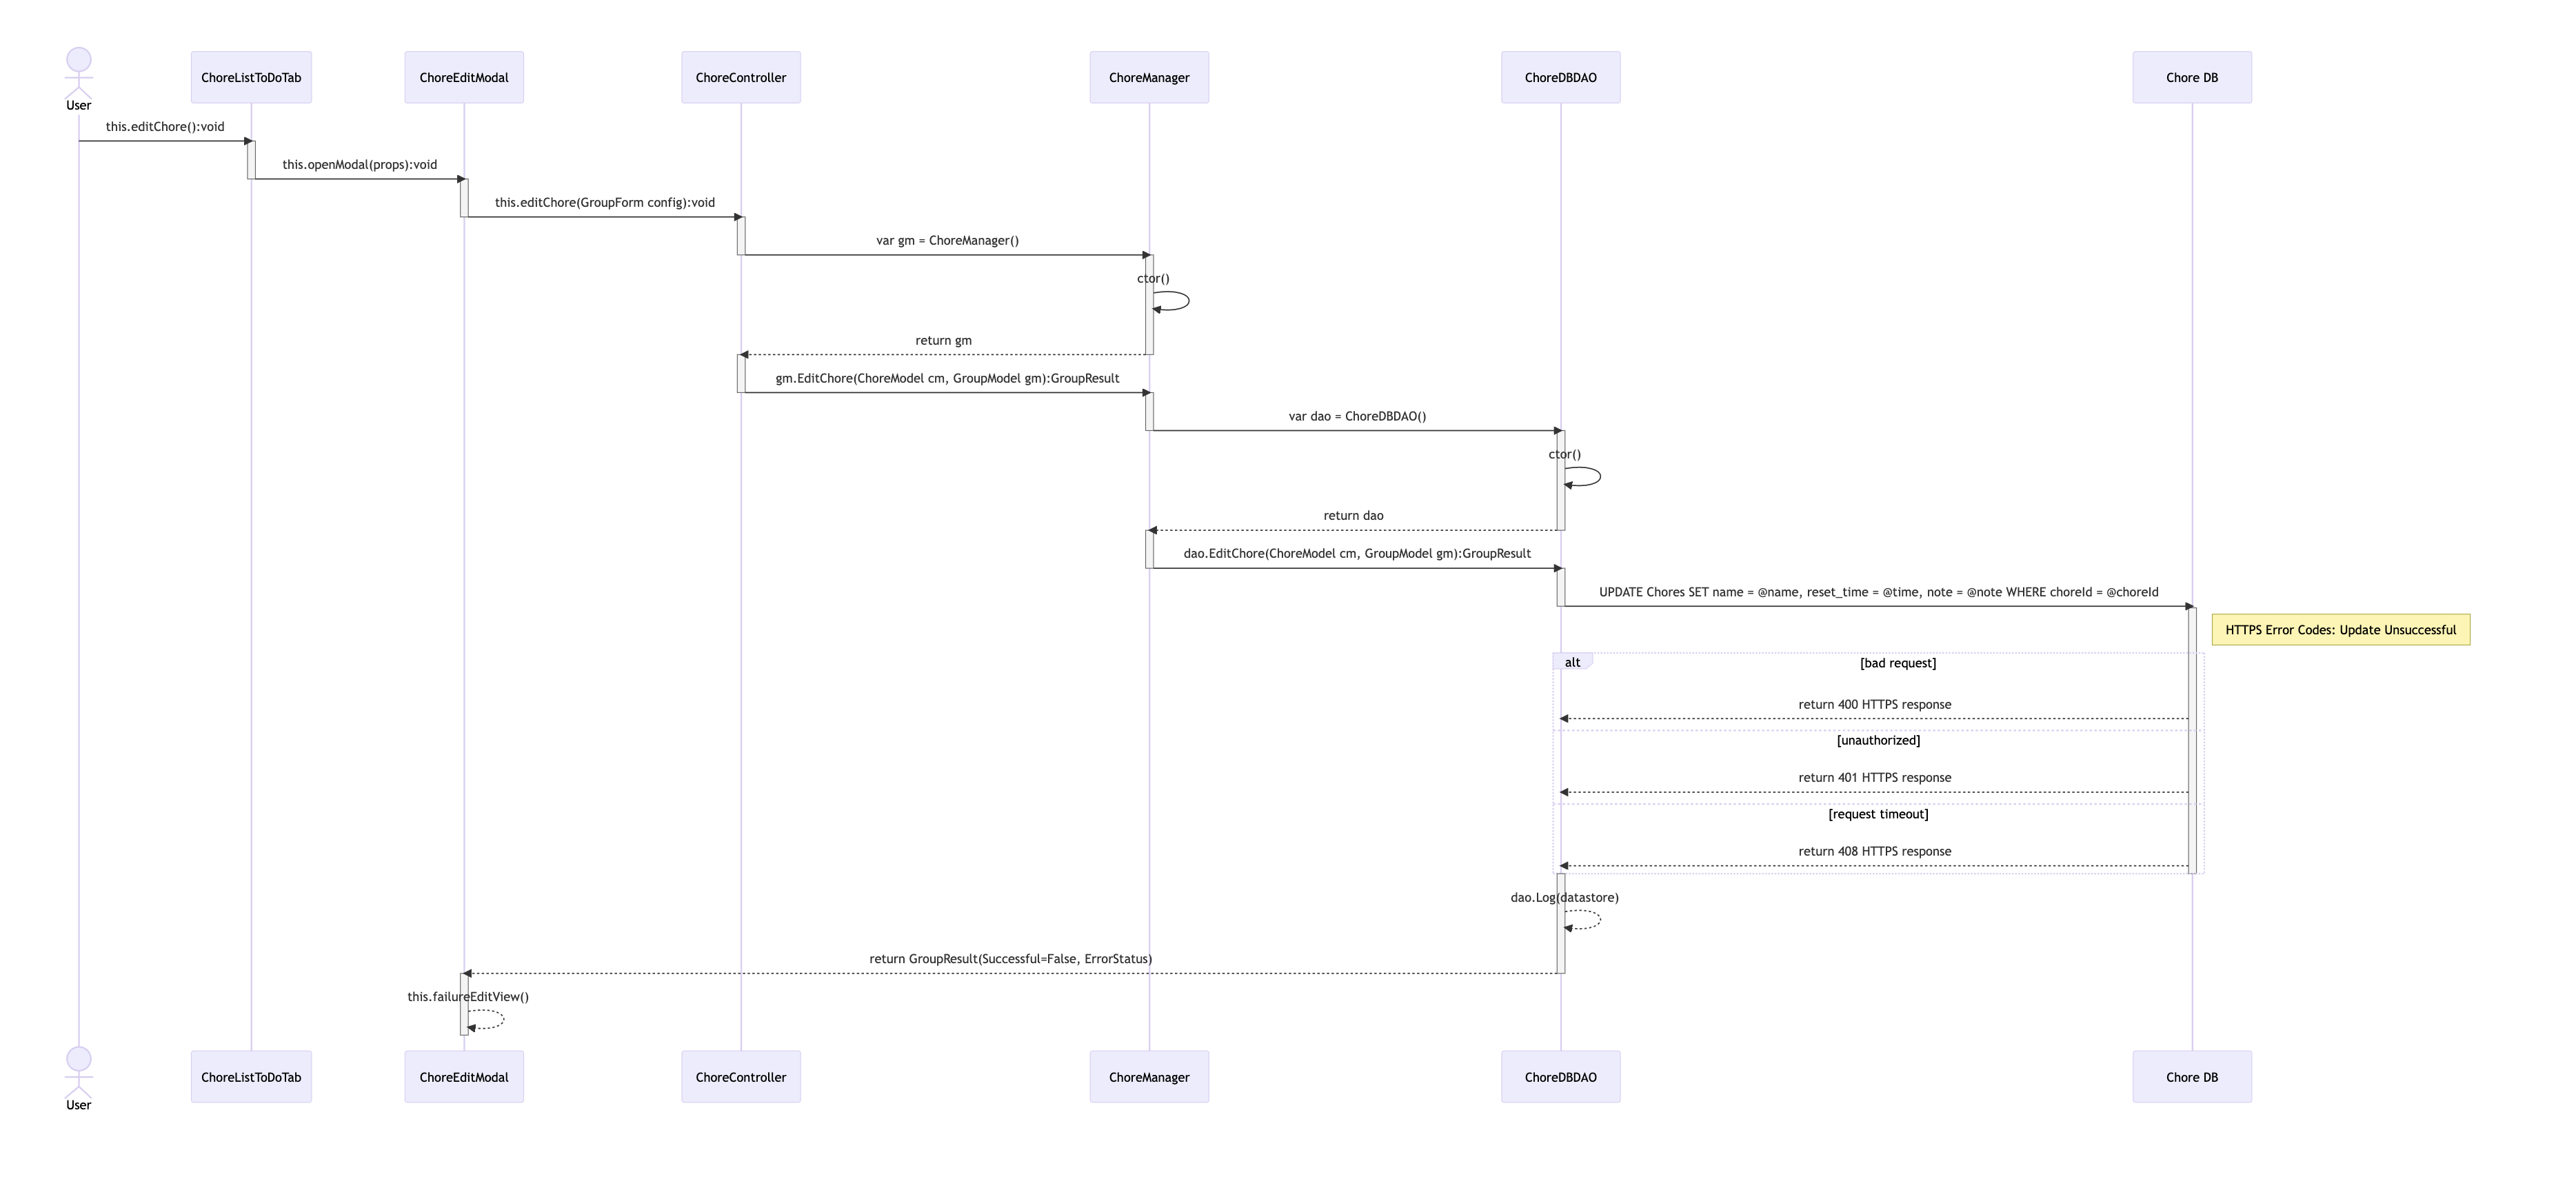 User
ChoreListToDoTab
ChoreEditModal
ChoreController
ChoreManager
ChoreDBDAO
Chore DB
this.editChore():void
this.openModal(props):void
this.editChore(GroupForm config):void
var gm = ChoreManager()
ctor()
return gm
gm.EditChore(ChoreModel cm, GroupModel gm):GroupResult
var dao = ChoreDBDAO()
ctor()
return dao
dao.EditChore(ChoreModel cm, GroupModel gm):GroupResult
UPDATE Chores SET name = @name, reset_time = @time, note = @note WHERE choreId = @choreId
HTTPS Error Codes: Update Unsuccessful
alt
[bad request]
return 400 HTTPS response
[unauthorized]
return 401 HTTPS response
[request timeout]
return 408 HTTPS response
dao.Log(datastore)
return GroupResult(Successful=False, ErrorStatus)
this.failureEditView()
User
ChoreListToDoTab
ChoreEditModal
ChoreController
ChoreManager
ChoreDBDAO
Chore DB